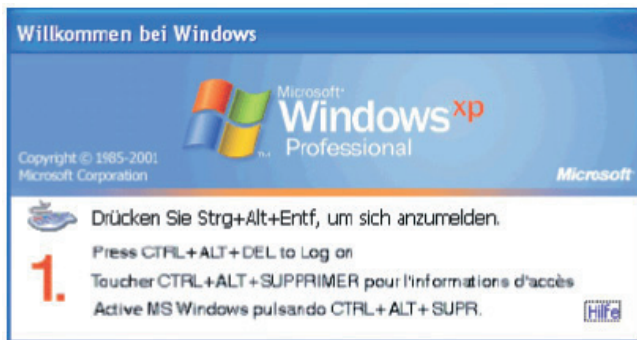 Willkommen bei Windows
Microsoft®
Windows xp
Professional
Copyright © 1985-2001
Microsoft Corporation
Microsoft
Drücken Sie Strg+Alt+Entf, um sich anzumelden.
1.
Press CTRL+ALT+DEL to Log on
Toucher CTRL+ALT+SUPPRIMER pour l'informations d'accès
Active MS Windows pulsando CTRL+ALT+SUPR.
Hilfe